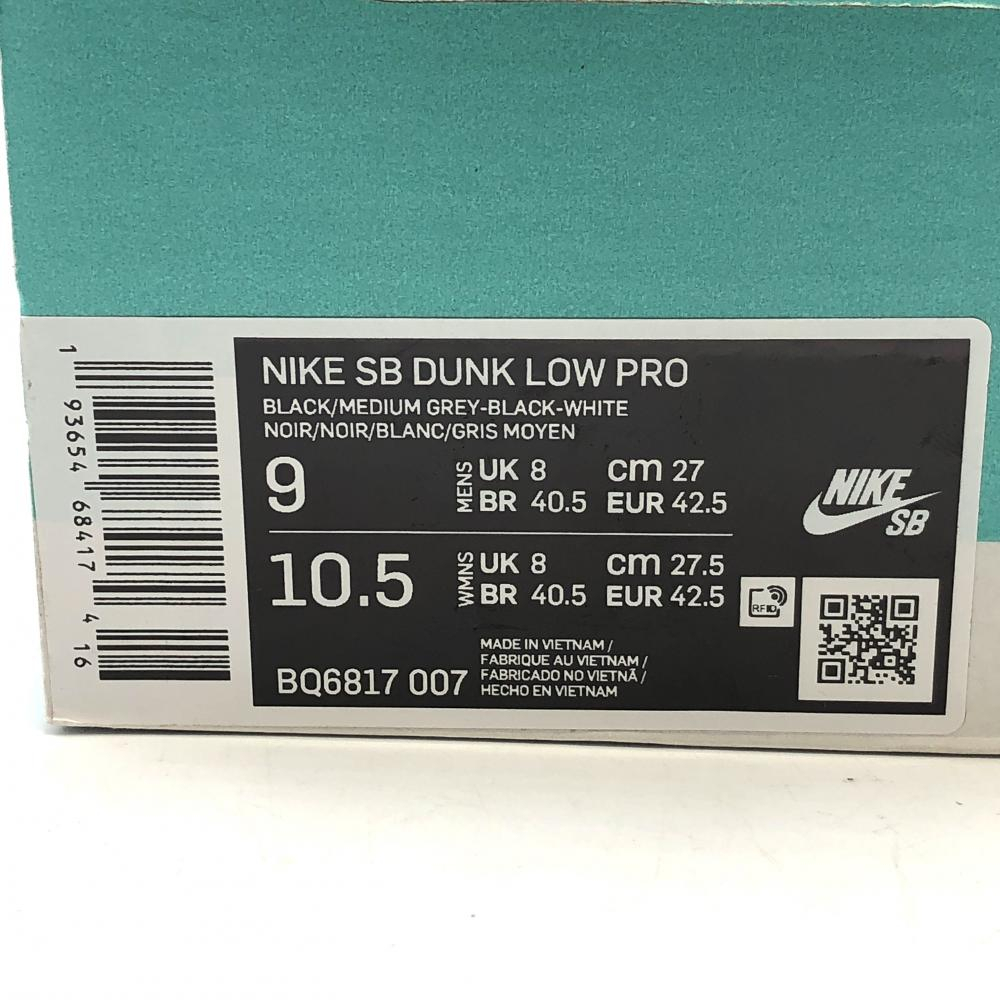 NIKE SB DUNK LOW PRO
BLACK/MEDIUM GREY-BLACK-WHITE
NOIR/NOIR/BLANC/GRIS MOYEN
9 MENS UK 8 cm 27
BR 40.5 EUR 42.5
10.5 WMNS UK 8 cm 27.5
BR 40.5 EUR 42.5
BQ6817 007
MADE IN VIETNAM /
FABRIQUE AU VIETNAM /
FABRICADO NO VIETNÃ /
HECHO EN VIETNAM
NIKE
SB
RFID
1 93654 68417 4 16